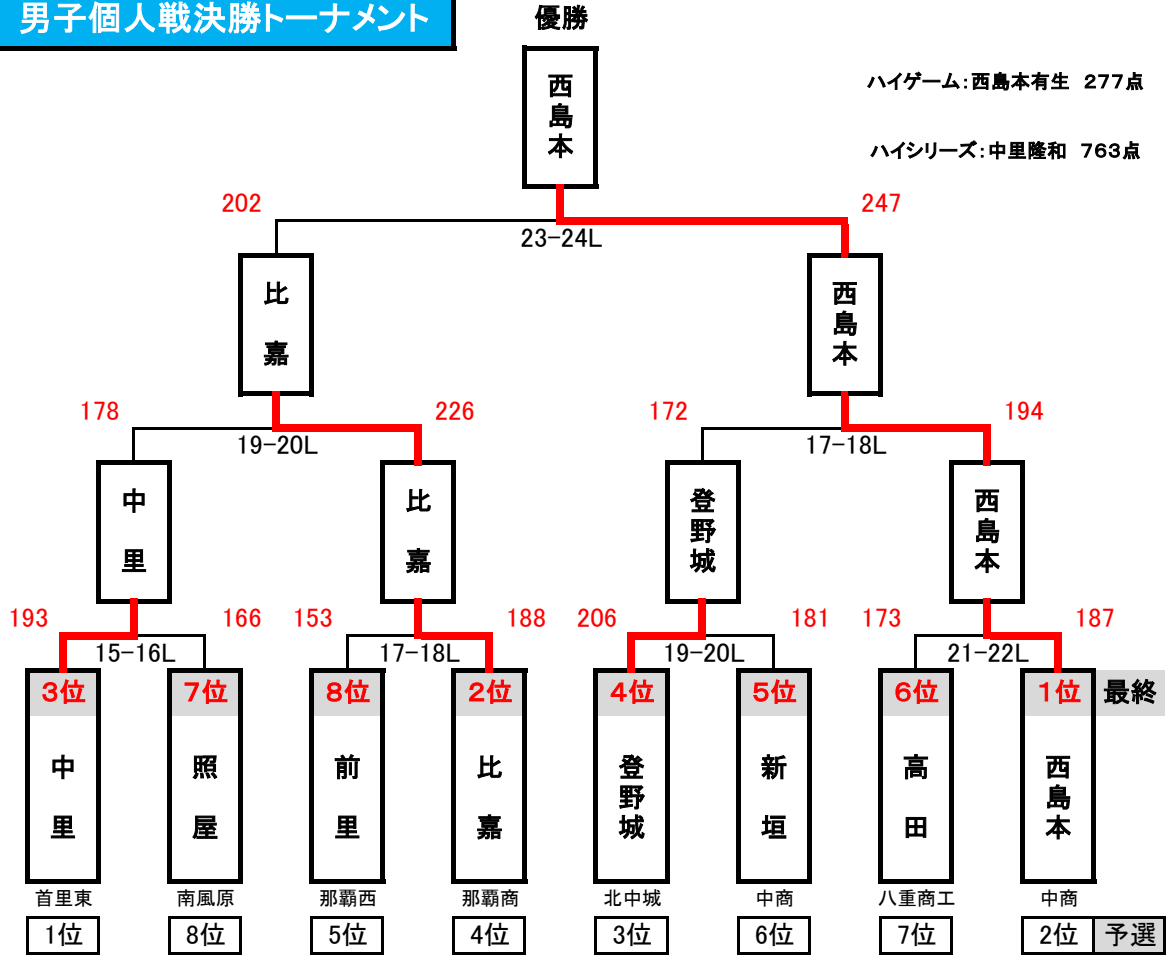 男子個人戦決勝トーナメント
優勝
西島本
ハイゲーム：西島本有生 277点
ハイシリーズ：中里隆和 763点
202
247
23-24L
比嘉
西島本
178
226
172
194
19-20L
17-18L
中里
比嘉
登野城
西島本
193
166
153
188
206
181
173
187
15-16L
17-18L
19-20L
21-22L
3位
7位
8位
2位
4位
5位
6位
1位
最終
中里
照屋
前里
比嘉
登野城
新垣
高田
西島本
首里東
南風原
那覇西
那覇商
北中城
中商
八重商工
中商
1位
8位
5位
4位
3位
6位
7位
2位
予選